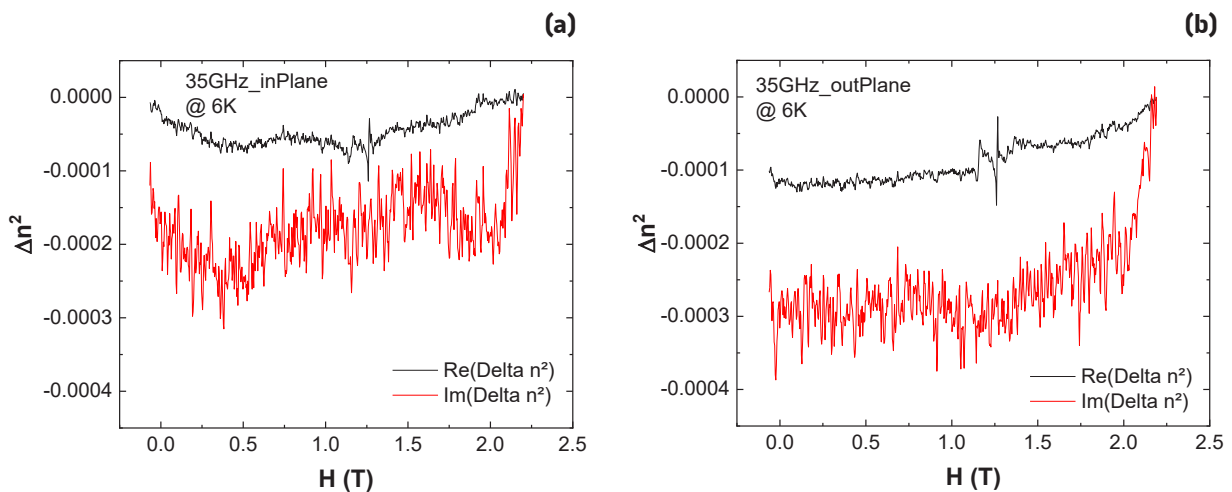 (a)
35GHz_inPlane
@ 6K
0.0000
-0.0001
-0.0002
-0.0003
-0.0004
Δn²
Re(Delta n²)
Im(Delta n²)
0.0 0.5 1.0 1.5 2.0 2.5
H (T)
(b)
35GHz_outPlane
@ 6K
0.0000
-0.0001
-0.0002
-0.0003
-0.0004
Δn²
Re(Delta n²)
Im(Delta n²)
0.0 0.5 1.0 1.5 2.0 2.5
H (T)